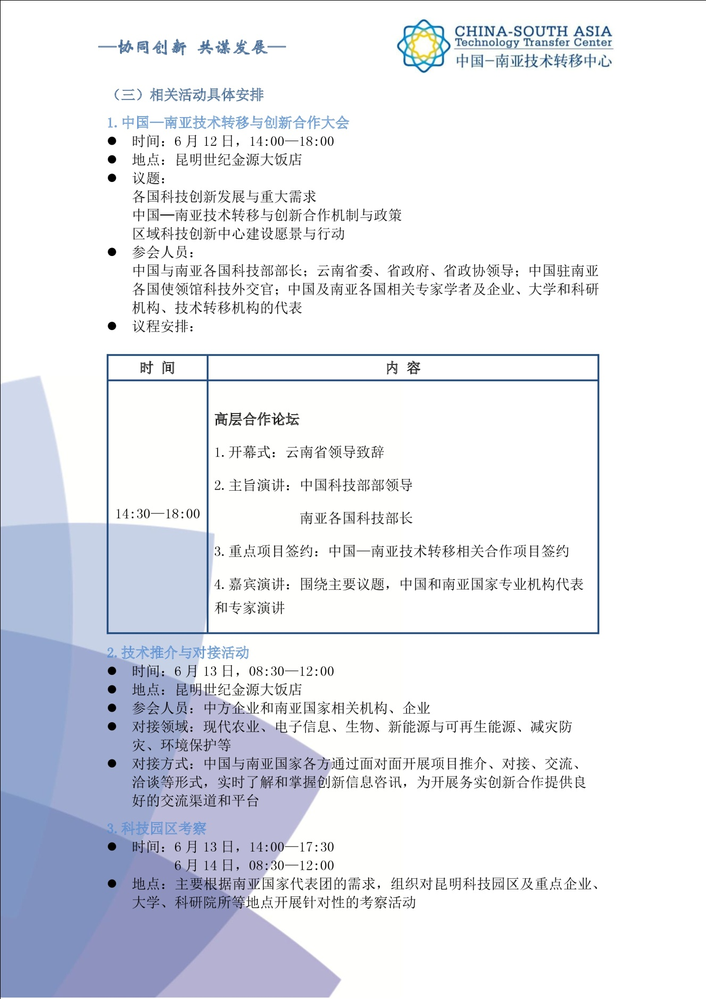 —协同创新 共谋发展—
CHINA-SOUTH ASIA
Technology Transfer Center
中国-南亚技术转移中心
（三）相关活动具体安排
1.中国—南亚技术转移与创新合作大会
● 时间：6 月 12 日，14:00—18:00
● 地点：昆明世纪金源大饭店
● 议题：
各国科技创新发展与重大需求
中国—南亚技术转移与创新合作机制与政策
区域科技创新中心建设愿景与行动
● 参会人员：
中国与南亚各国科技部部长；云南省委、省政府、省政协领导；中国驻南亚
各国使领馆科技外交官；中国及南亚各国相关专家学者及企业、大学和科研
机构、技术转移机构的代表
● 议程安排：
时 间 内 容
高层合作论坛
1.开幕式：云南省领导致辞
2.主旨演讲：中国科技部部领导
14:30—18:00 南亚各国科技部长
3.重点项目签约：中国—南亚技术转移相关合作项目签约
4.嘉宾演讲：围绕主要议题，中国和南亚国家专业机构代表
和专家演讲
2.技术推介与对接活动
● 时间：6 月 13 日，08:30—12:00
● 地点：昆明世纪金源大饭店
● 参会人员：中方企业和南亚国家相关机构、企业
● 对接领域：现代农业、电子信息、生物、新能源与可再生能源、减灾防
灾、环境保护等
● 对接方式：中国与南亚国家各方通过面对面开展项目推介、对接、交流、
洽谈等形式，实时了解和掌握创新信息咨讯，为开展务实创新合作提供良
好的交流渠道和平台
3.科技园区考察
● 时间：6 月 13 日，14:00—17:30
6 月 14 日，08:30—12:00
● 地点：主要根据南亚国家代表团的需求，组织对昆明科技园区及重点企业、
大学、科研院所等地点开展针对性的考察活动